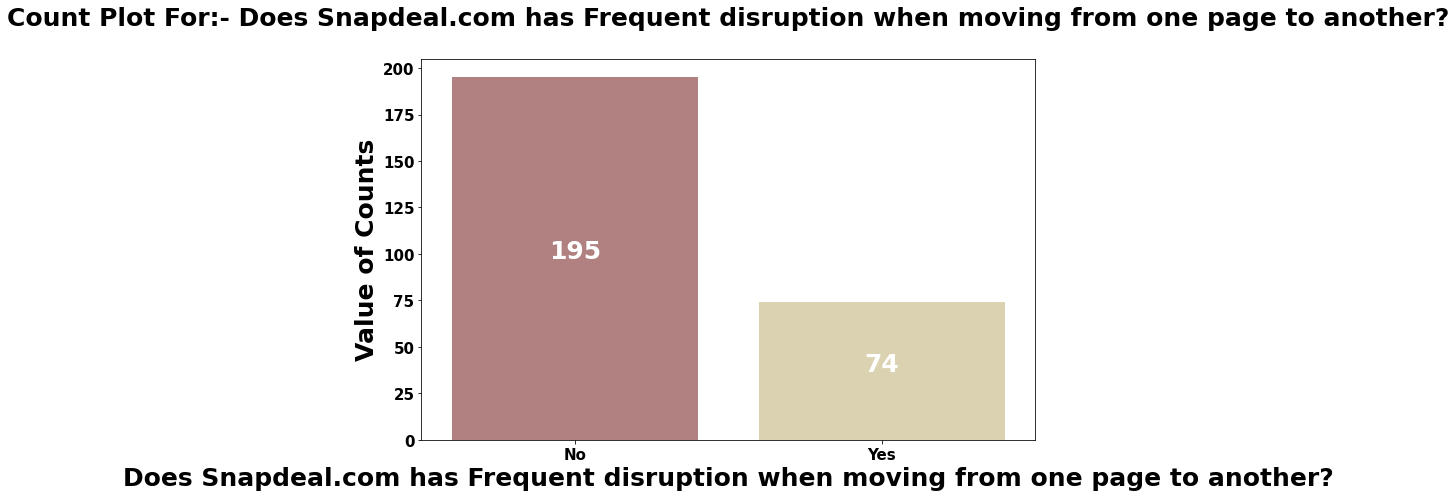 Count Plot For:- Does Snapdeal.com has Frequent disruption when moving from one page to another?
Value of Counts
200
175
150
125
100
75
50
25
0
195
74
No
Yes
Does Snapdeal.com has Frequent disruption when moving from one page to another?